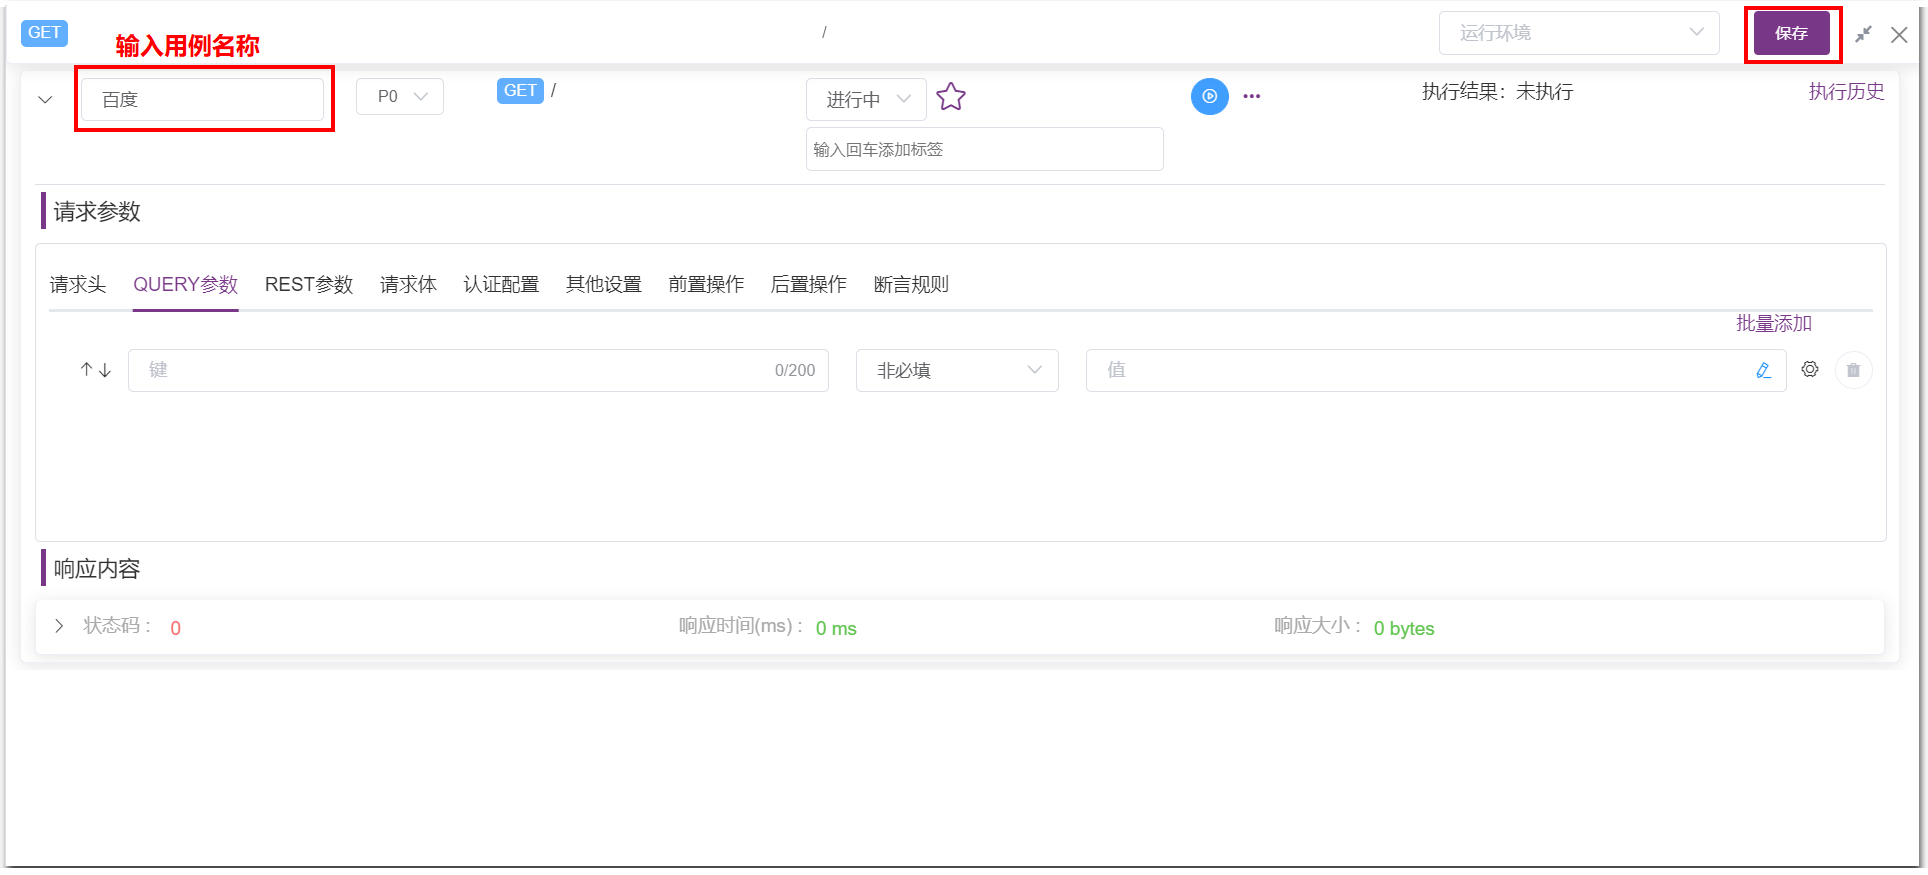 GET
输入用例名称
/
运行环境
保存
百度
P0
GET /
进行中
执行结果：未执行
执行历史
输入回车添加标签
请求参数
请求头 QUERY参数 REST参数 请求体 认证配置 其他设置 前置操作 后置操作 断言规则
批量添加
键 0/200 非必填 值
响应内容
状态码： 0 响应时间(ms)： 0 ms 响应大小： 0 bytes